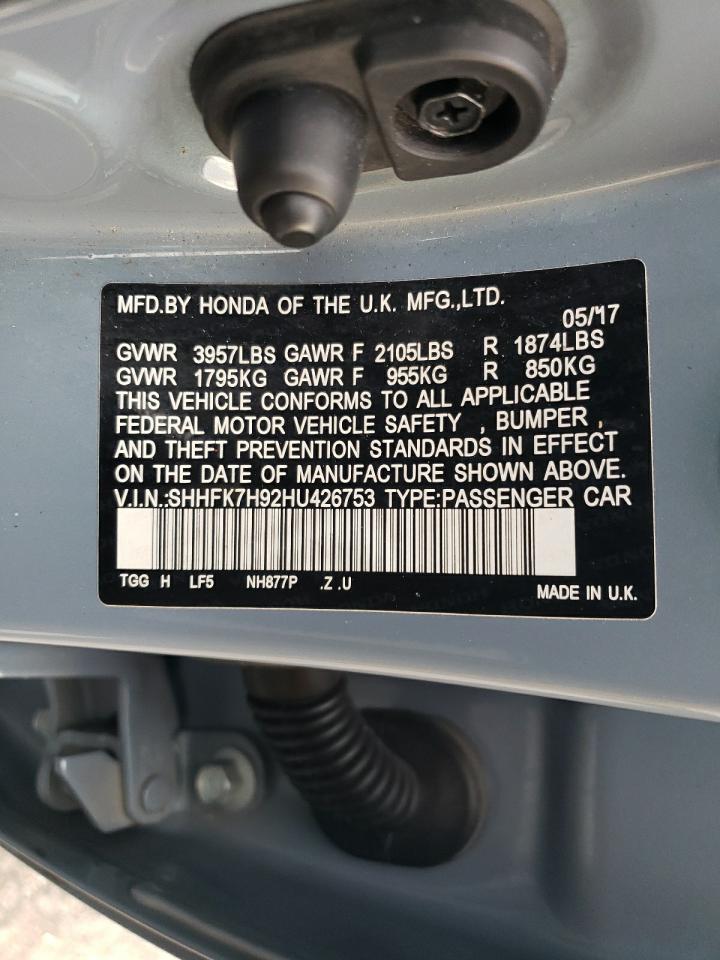 MFD.BY HONDA OF THE U.K. MFG.,LTD.
05/'17
GVWR 3957LBS GAWR F 2105LBS R 1874LBS
GVWR 1795KG GAWR F 955KG R 850KG
THIS VEHICLE CONFORMS TO ALL APPLICABLE
FEDERAL MOTOR VEHICLE SAFETY , BUMPER ,
AND THEFT PREVENTION STANDARDS IN EFFECT
ON THE DATE OF MANUFACTURE SHOWN ABOVE.
V.I.N.:SHHFK7H92HU426753 TYPE:PASSENGER CAR
TGG H LF5 NH877P .Z .U
MADE IN U.K.